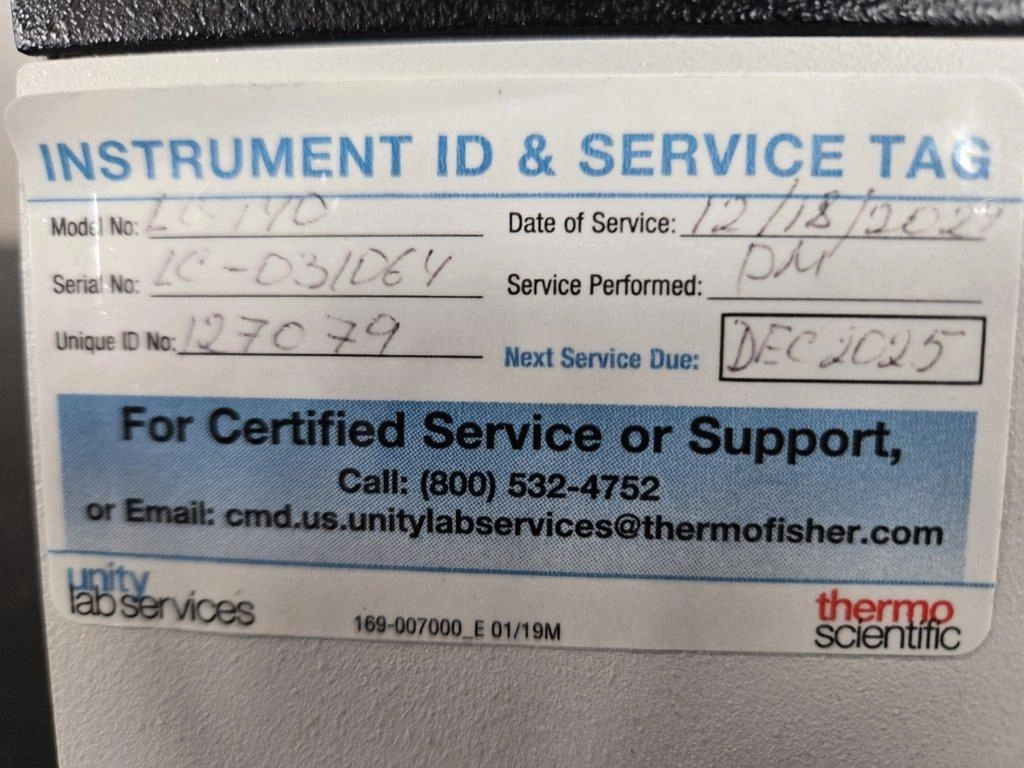 INSTRUMENT ID & SERVICE TAG
Model No:
Date of Service: 12/18/2024
Serial No: LC-031064
Service Performed: PM
Unique ID No: 127079
Next Service Due: DEC 2025
For Certified Service or Support,
Call: (800) 532-4752
or Email: cmd.us.unitylabservices@thermofisher.com
unity
lab services
169-007000_E 01/19M
thermo
scientific